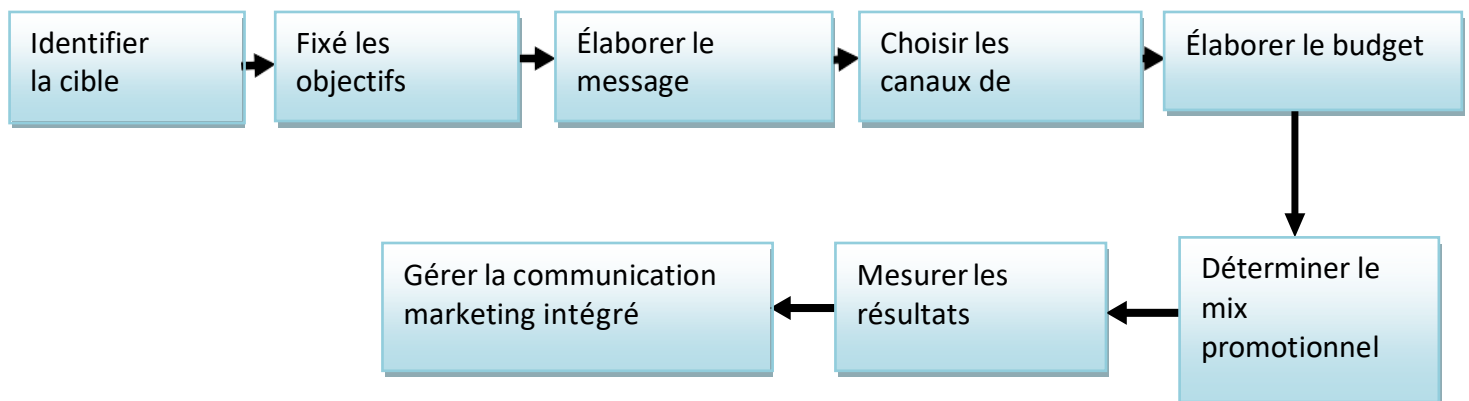 Identifier
la cible
Fixé les
objectifs
Élaborer le
message
Choisir les
canaux de
Élaborer le budget
Déterminer le
mix
promotionnel
Mesurer les
résultats
Gérer la communication
marketing intégré